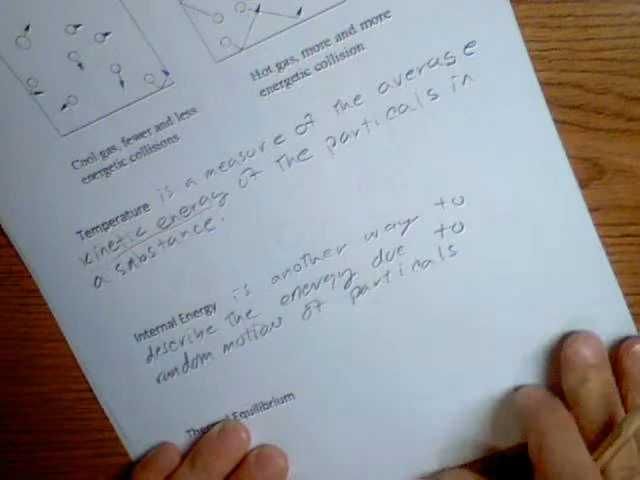 Hot gas, more and more
energetic collision
Cool gas, fewer and less
energetic collisions
Temperature is a measure of the average
kinetic energy of the particals in
a substance.
Internal Energy is another way to
describe the energy due to
random motion of partinals
Thermal Equilibrium